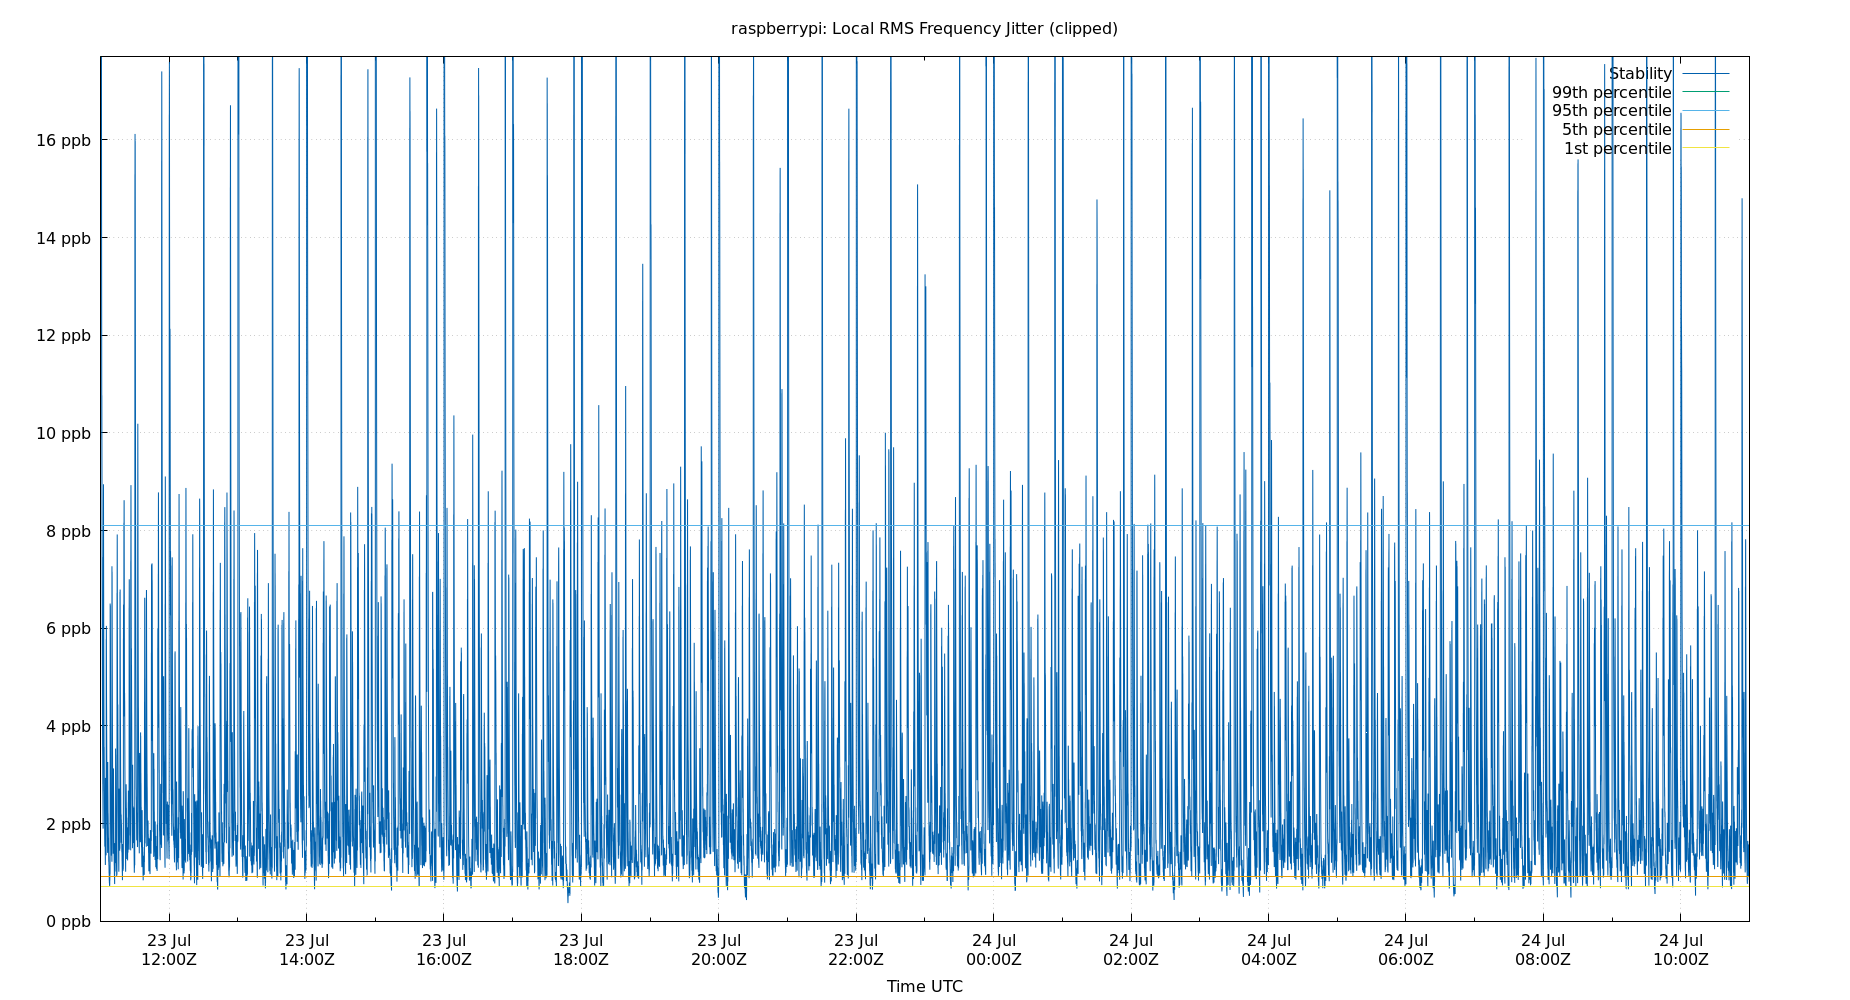 raspberrypi: Local RMS Frequency Jitter (clipped)
Stability
99th percentile
95th percentile
5th percentile
1st percentile
16 ppb
14 ppb
12 ppb
10 ppb
8 ppb
6 ppb
4 ppb
2 ppb
0 ppb
23 Jul 23 Jul 23 Jul 23 Jul 23 Jul 23 Jul 24 Jul 24 Jul 24 Jul 24 Jul 24 Jul 24 Jul
12:00Z 14:00Z 16:00Z 18:00Z 20:00Z 22:00Z 00:00Z 02:00Z 04:00Z 06:00Z 08:00Z 10:00Z
Time UTC